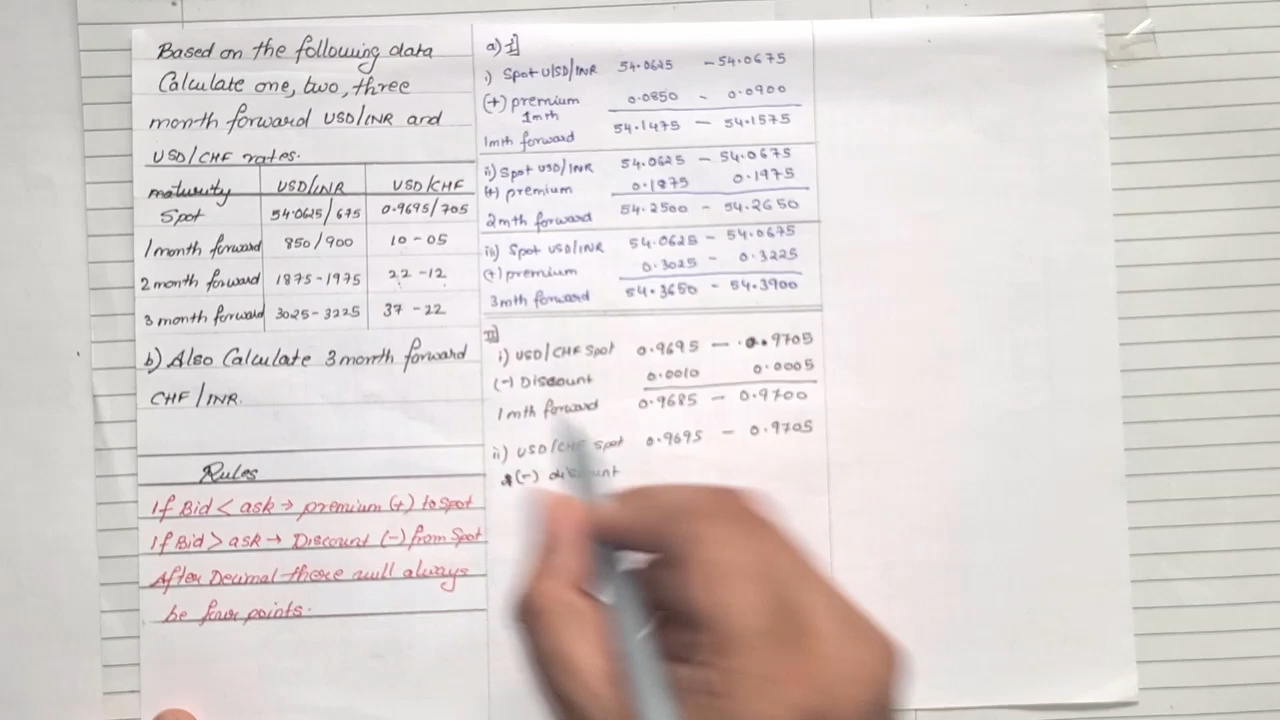 Based on the following data
Calculate one, two, three
month forward USD/INR and
USD/CHF rates.
maturity USD/INR USD/CHF
Spot 54.0625/675 0.9695/705
1 month forward 850/900 10-05
2 month forward 1875-1975 22-12
3 month forward 3025-3225 37-22
b) Also Calculate 3 month forward
CHF/INR.
Rules
If Bid < ask → premium (+) to Spot
If Bid > ask → Discount (-) from Spot
After Decimal there will always
be four points.
a) I]
i) Spot USD/INR 54.0625 - 54.0675
(+) premium 0.0850 - 0.0900
1mth
1mth forward 54.1475 - 54.1575
ii) Spot USD/INR 54.0625 - 54.0675
(+) premium 0.1875 0.1975
2mth forward 54.2500 - 54.2650
iii) Spot USD/INR 54.0625 - 54.0675
(+) premium 0.3025 - 0.3225
3mth forward 54.3650 - 54.3900
II]
i) USD/CHF Spot 0.9695 - 0.9705
(-) Discount 0.0010 0.0005
1mth forward 0.9685 - 0.9700
ii) USD/CHF Spot 0.9695 - 0.9705
(-) discount